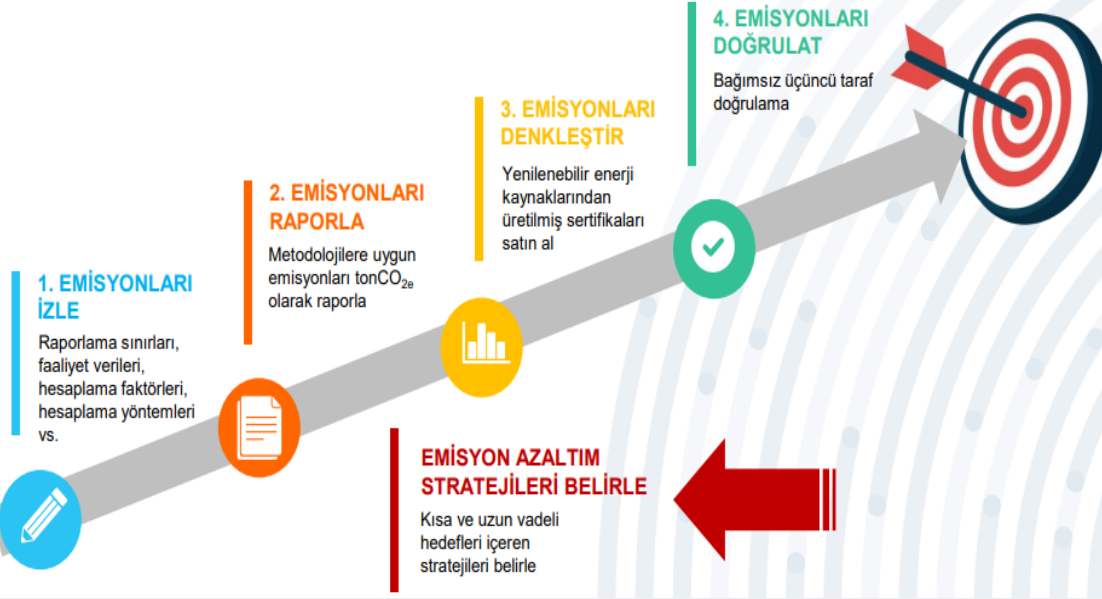 1. EMİSYONLARI
İZLE
Raporlama sınırları,
faaliyet verileri,
hesaplama faktörleri,
hesaplama yöntemleri
vs.
2. EMİSYONLARI
RAPORLA
Metodolojilere uygun
emisyonları tonCO2e
olarak raporla
3. EMİSYONLARI
DENKLEŞTİR
Yenilenebilir enerji
kaynaklarından
üretilmiş sertifikaları
satın al
4. EMİSYONLARI
DOĞRULAT
Bağımsız üçüncü taraf
doğrulama
EMİSYON AZALTIM
STRATEJİLERİ BELİRLE
Kısa ve uzun vadeli
hedefleri içeren
stratejileri belirle